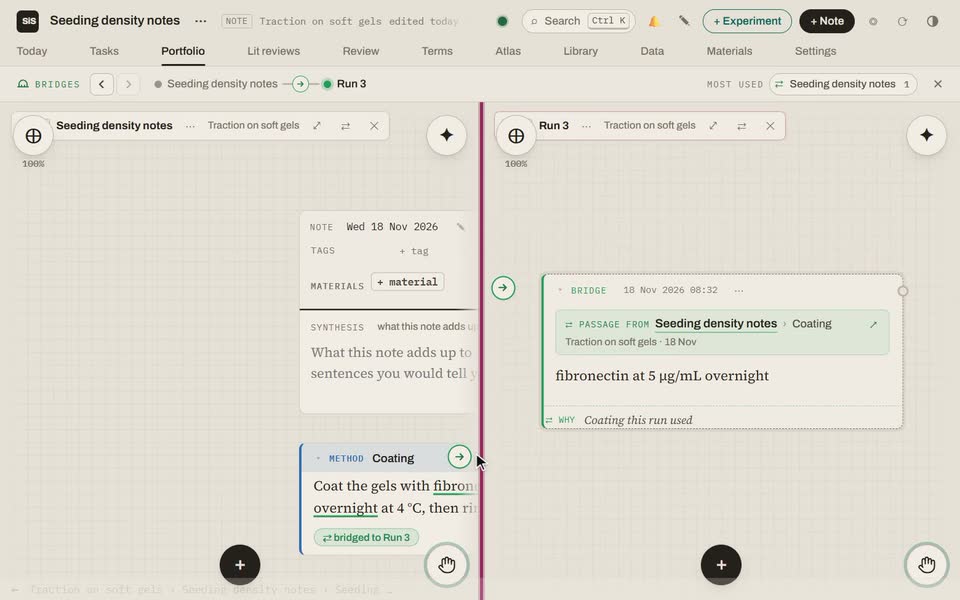 SiS Seeding density notes ··· NOTE Traction on soft gels edited today Search Ctrl K + Experiment + Note
Today Tasks Portfolio Lit reviews Review Terms Atlas Library Data Materials Settings
BRIDGES Seeding density notes Run 3 MOST USED Seeding density notes 1
Seeding density notes ··· Traction on soft gels
100%
NOTE Wed 18 Nov 2026
TAGS + tag
MATERIALS + material
SYNTHESIS what this note adds up
What this note adds up to
sentences you would tell
METHOD Coating
Coat the gels with
overnight at 4 °C, then
bridged to Run 3
+
← Traction on soft gels › Seeding density notes › Seeding …
Run 3 ··· Traction on soft gels
100%
BRIDGE 18 Nov 2026 08:32 ···
PASSAGE FROM Seeding density notes › Coating
Traction on soft gels · 18 Nov
fibronectin at 5 µg/mL overnight
WHY Coating this run used
+